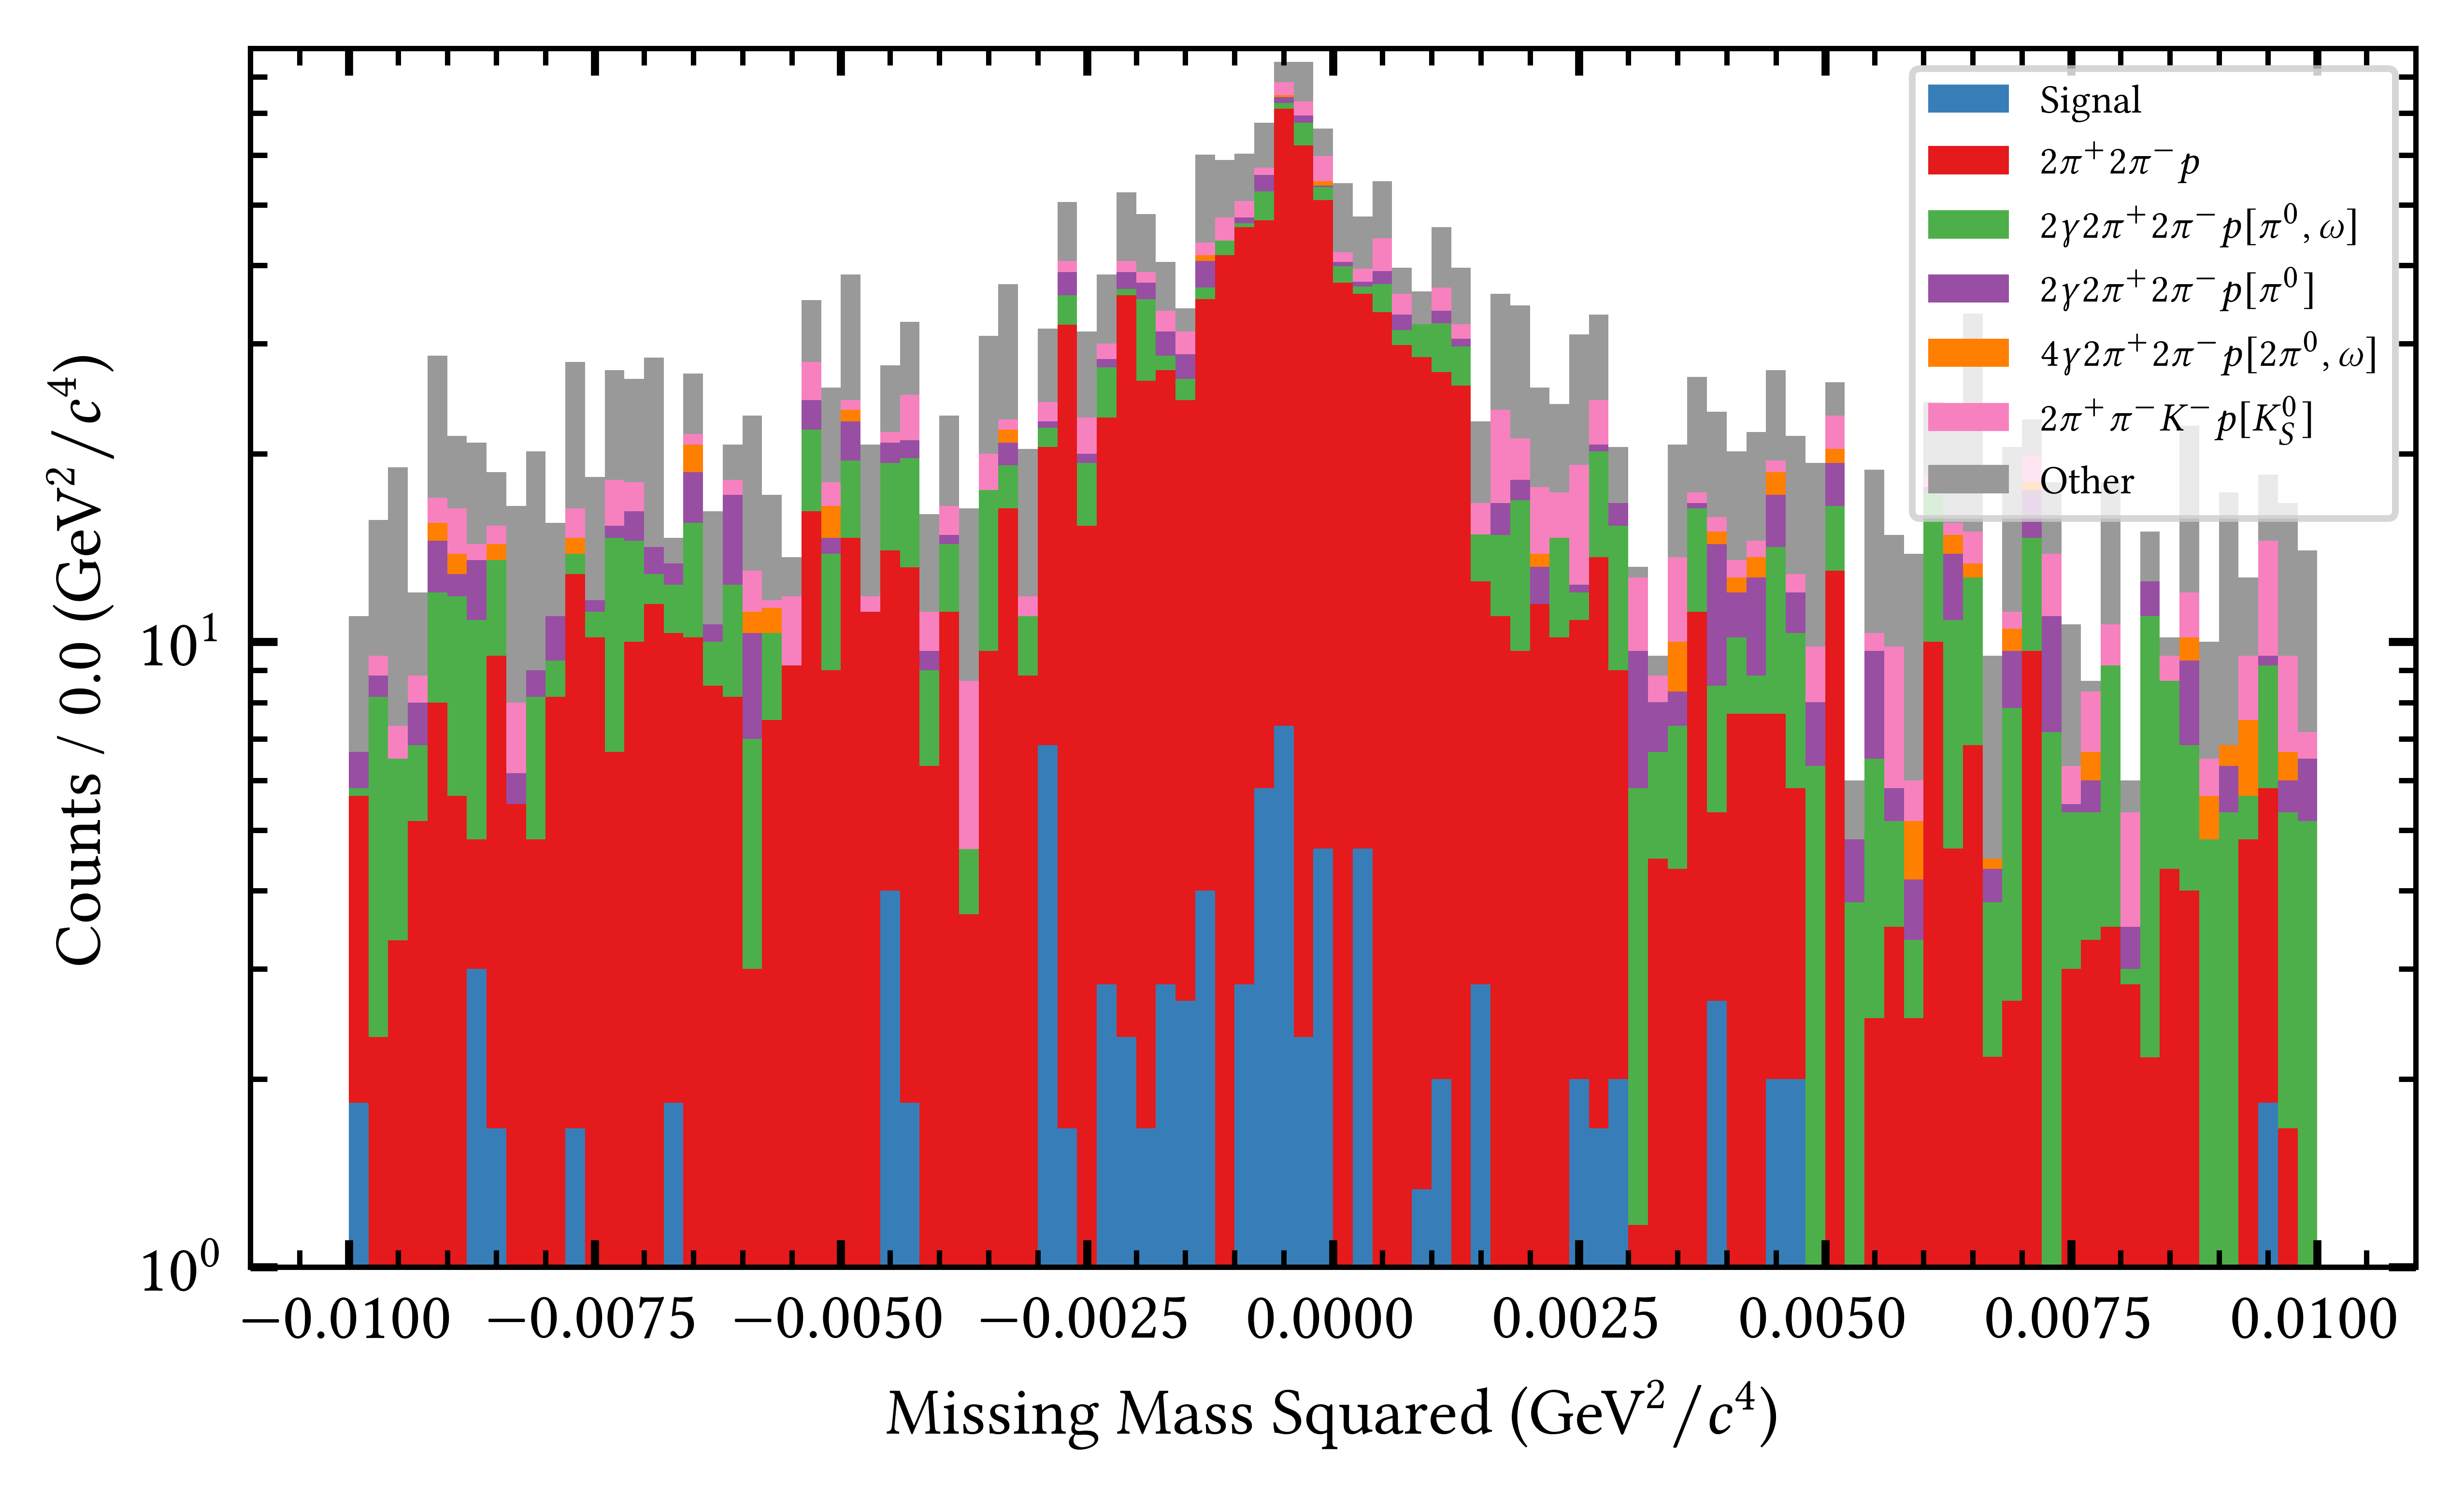 Counts / 0.0 (GeV²/c⁴)
10¹
10⁰
Signal
2π⁺2π⁻p
2γ2π⁺2π⁻p[π⁰, ω]
2γ2π⁺2π⁻p[π⁰]
4γ2π⁺2π⁻p[2π⁰, ω]
2π⁺π⁻K⁻p[K⁰_S]
Other
−0.0100 −0.0075 −0.0050 −0.0025 0.0000 0.0025 0.0050 0.0075 0.0100
Missing Mass Squared (GeV²/c⁴)